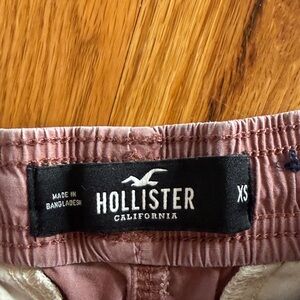 MADE IN
BANGLADESH
HOLLISTER
CALIFORNIA
XS